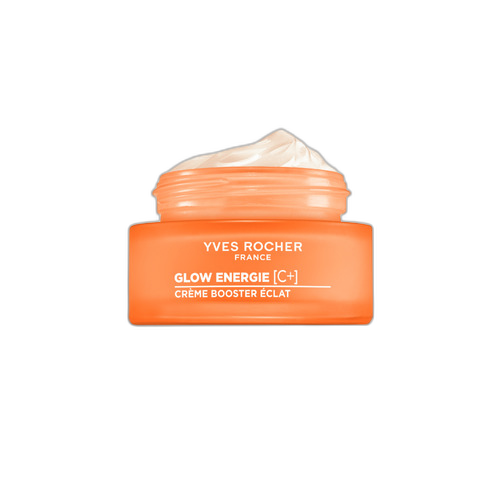 YVES ROCHER
FRANCE
GLOW ENERGIE [C+]
CRÈME BOOSTER ÉCLAT